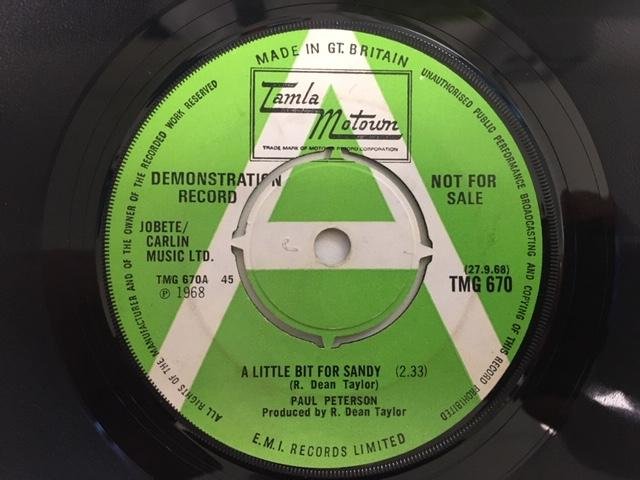 MADE IN GT. BRITAIN
Tamla
Motown
TRADE MARK OF MOTOWN RECORD CORPORATION
DEMONSTRATION
RECORD
NOT FOR
SALE
JOBETE/
CARLIN
MUSIC LTD.
TMG 670A 45
℗ 1968
(27.9.68)
TMG 670
A
A LITTLE BIT FOR SANDY (2.33)
(R. Dean Taylor)
PAUL PETERSON
Produced by R. Dean Taylor
E.M.I. RECORDS LIMITED
ALL RIGHTS OF THE MANUFACTURER AND OF THE OWNER OF THE RECORDED WORK RESERVED
UNAUTHORISED PUBLIC PERFORMANCE BROADCASTING AND COPYING OF THIS RECORD PROHIBITED